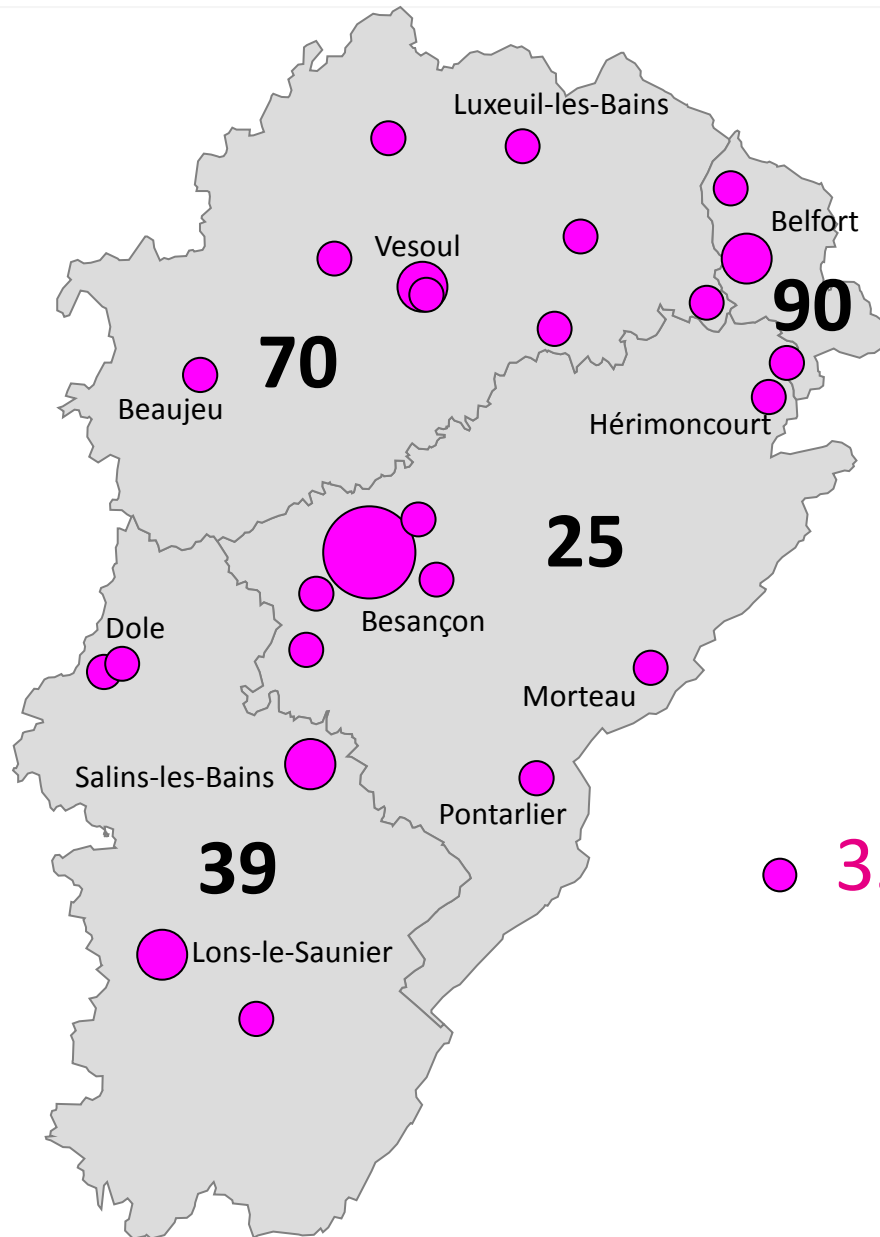 Luxeuil-les-Bains
Belfort
Vesoul
90
70
Beaujeu
Hérimoncourt
25
Besançon
Dole
Morteau
Salins-les-Bains
Pontarlier
39
3
Lons-le-Saunier